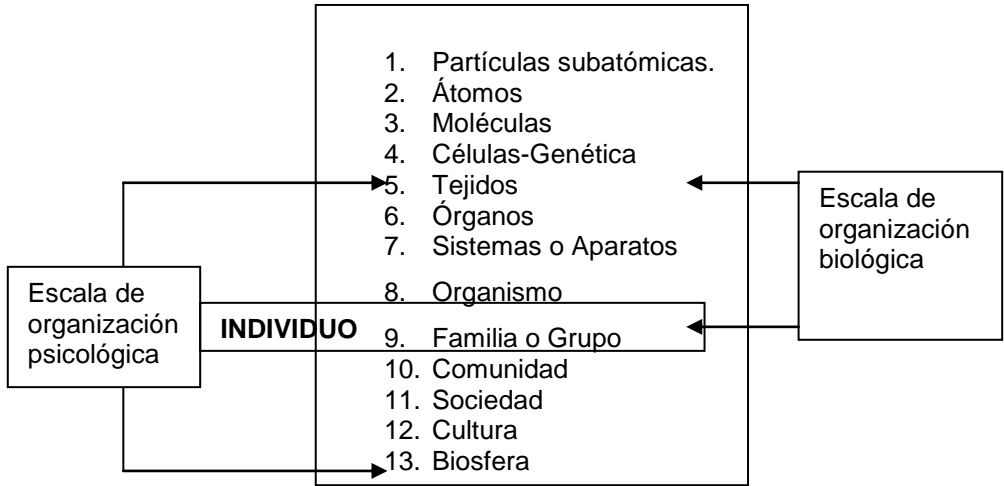 1. Partículas subatómicas.
2. Átomos
3. Moléculas
4. Células-Genética
5. Tejidos
6. Órganos
7. Sistemas o Aparatos
8. Organismo
INDIVIDUO
9. Familia o Grupo
10. Comunidad
11. Sociedad
12. Cultura
13. Biosfera
Escala de
organización
psicológica
Escala de
organización
biológica